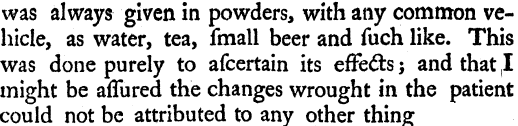 was always given in powders, with any common ve-
hicle, as water, tea, ſmall beer and ſuch like. This
was done purely to aſcertain its effects; and that I
might be aſſured the changes wrought in the patient
could not be attributed to any other thing